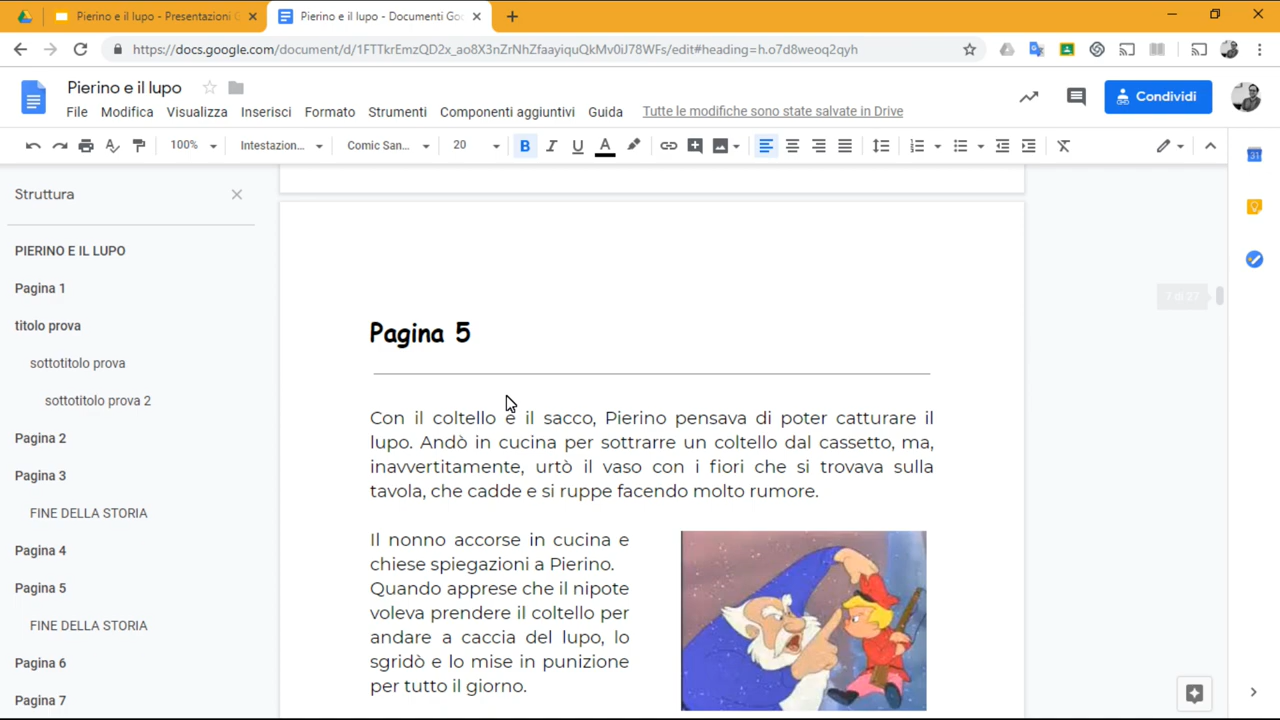 Pierino e il lupo - Presentazioni G
Pierino e il lupo - Documenti Goo
https://docs.google.com/document/d/1FTTkrEmzQD2x_ao8X3nZrNhZfaayiquQkMv0iJ78WFs/edit#heading=h.o7d8weoq2qyh
Pierino e il lupo
File Modifica Visualizza Inserisci Formato Strumenti Componenti aggiuntivi Guida Tutte le modifiche sono state salvate in Drive
Condividi
100% Intestazion... Comic San... 20 B I U A
31
Struttura
PIERINO E IL LUPO
Pagina 1
titolo prova
sottotitolo prova
sottotitolo prova 2
Pagina 2
Pagina 3
FINE DELLA STORIA
Pagina 4
Pagina 5
FINE DELLA STORIA
Pagina 6
Pagina 7
7 di 27
Pagina 5
Con il coltello e il sacco, Pierino pensava di poter catturare il
lupo. Andò in cucina per sottrarre un coltello dal cassetto, ma,
inavvertitamente, urtò il vaso con i fiori che si trovava sulla
tavola, che cadde e si ruppe facendo molto rumore.
Il nonno accorse in cucina e
chiese spiegazioni a Pierino.
Quando apprese che il nipote
voleva prendere il coltello per
andare a caccia del lupo, lo
sgridò e lo mise in punizione
per tutto il giorno.